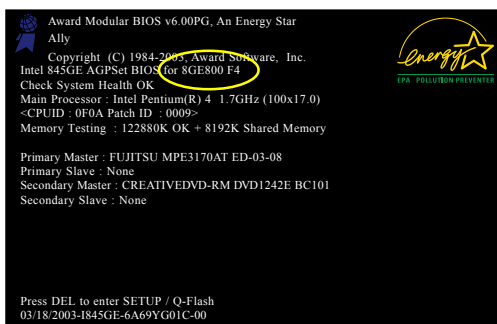 Award Modular BIOS v6.00PG, An Energy Star
Ally
Copyright (C) 1984-2003, Award Software, Inc.
Intel 845GE AGPSet BIOS for 8GE800 F4
Check System Health OK
Main Processor : Intel Pentium(R) 4 1.7GHz (100x17.0)
<CPUID : 0F0A Patch ID : 0009>
Memory Testing : 122880K OK + 8192K Shared Memory
Primary Master : FUJITSU MPE3170AT ED-03-08
Primary Slave : None
Secondary Master : CREATIVEDVD-RM DVD1242E BC101
Secondary Slave : None
energy
EPA POLLUTION PREVENTER
Press DEL to enter SETUP / Q-Flash
03/18/2003-I845GE-6A69YG01C-00